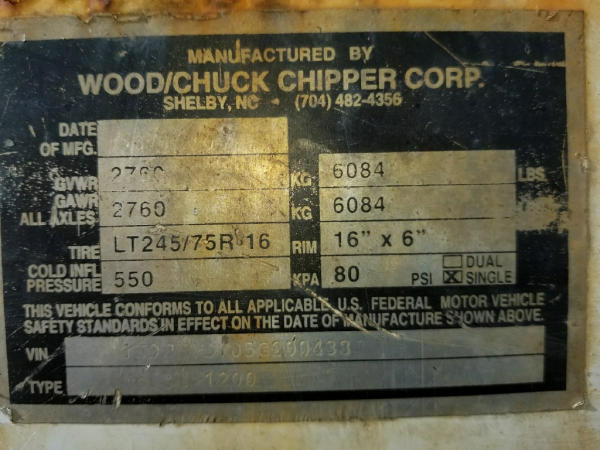 MANUFACTURED BY
WOOD/CHUCK CHIPPER CORP.
SHELBY, NC (704) 482-4356
DATE OF MFG.
GVWR 2760 KG 6084 LBS
GAWR ALL AXLES 2760 KG 6084
TIRE LT245/75R 16 RIM 16" x 6"
COLD INFL PRESSURE 550 KPA 80 PSI DUAL SINGLE
THIS VEHICLE CONFORMS TO ALL APPLICABLE U.S. FEDERAL MOTOR VEHICLE
SAFETY STANDARDS IN EFFECT ON THE DATE OF MANUFACTURE SHOWN ABOVE.
VIN
TYPE 1200